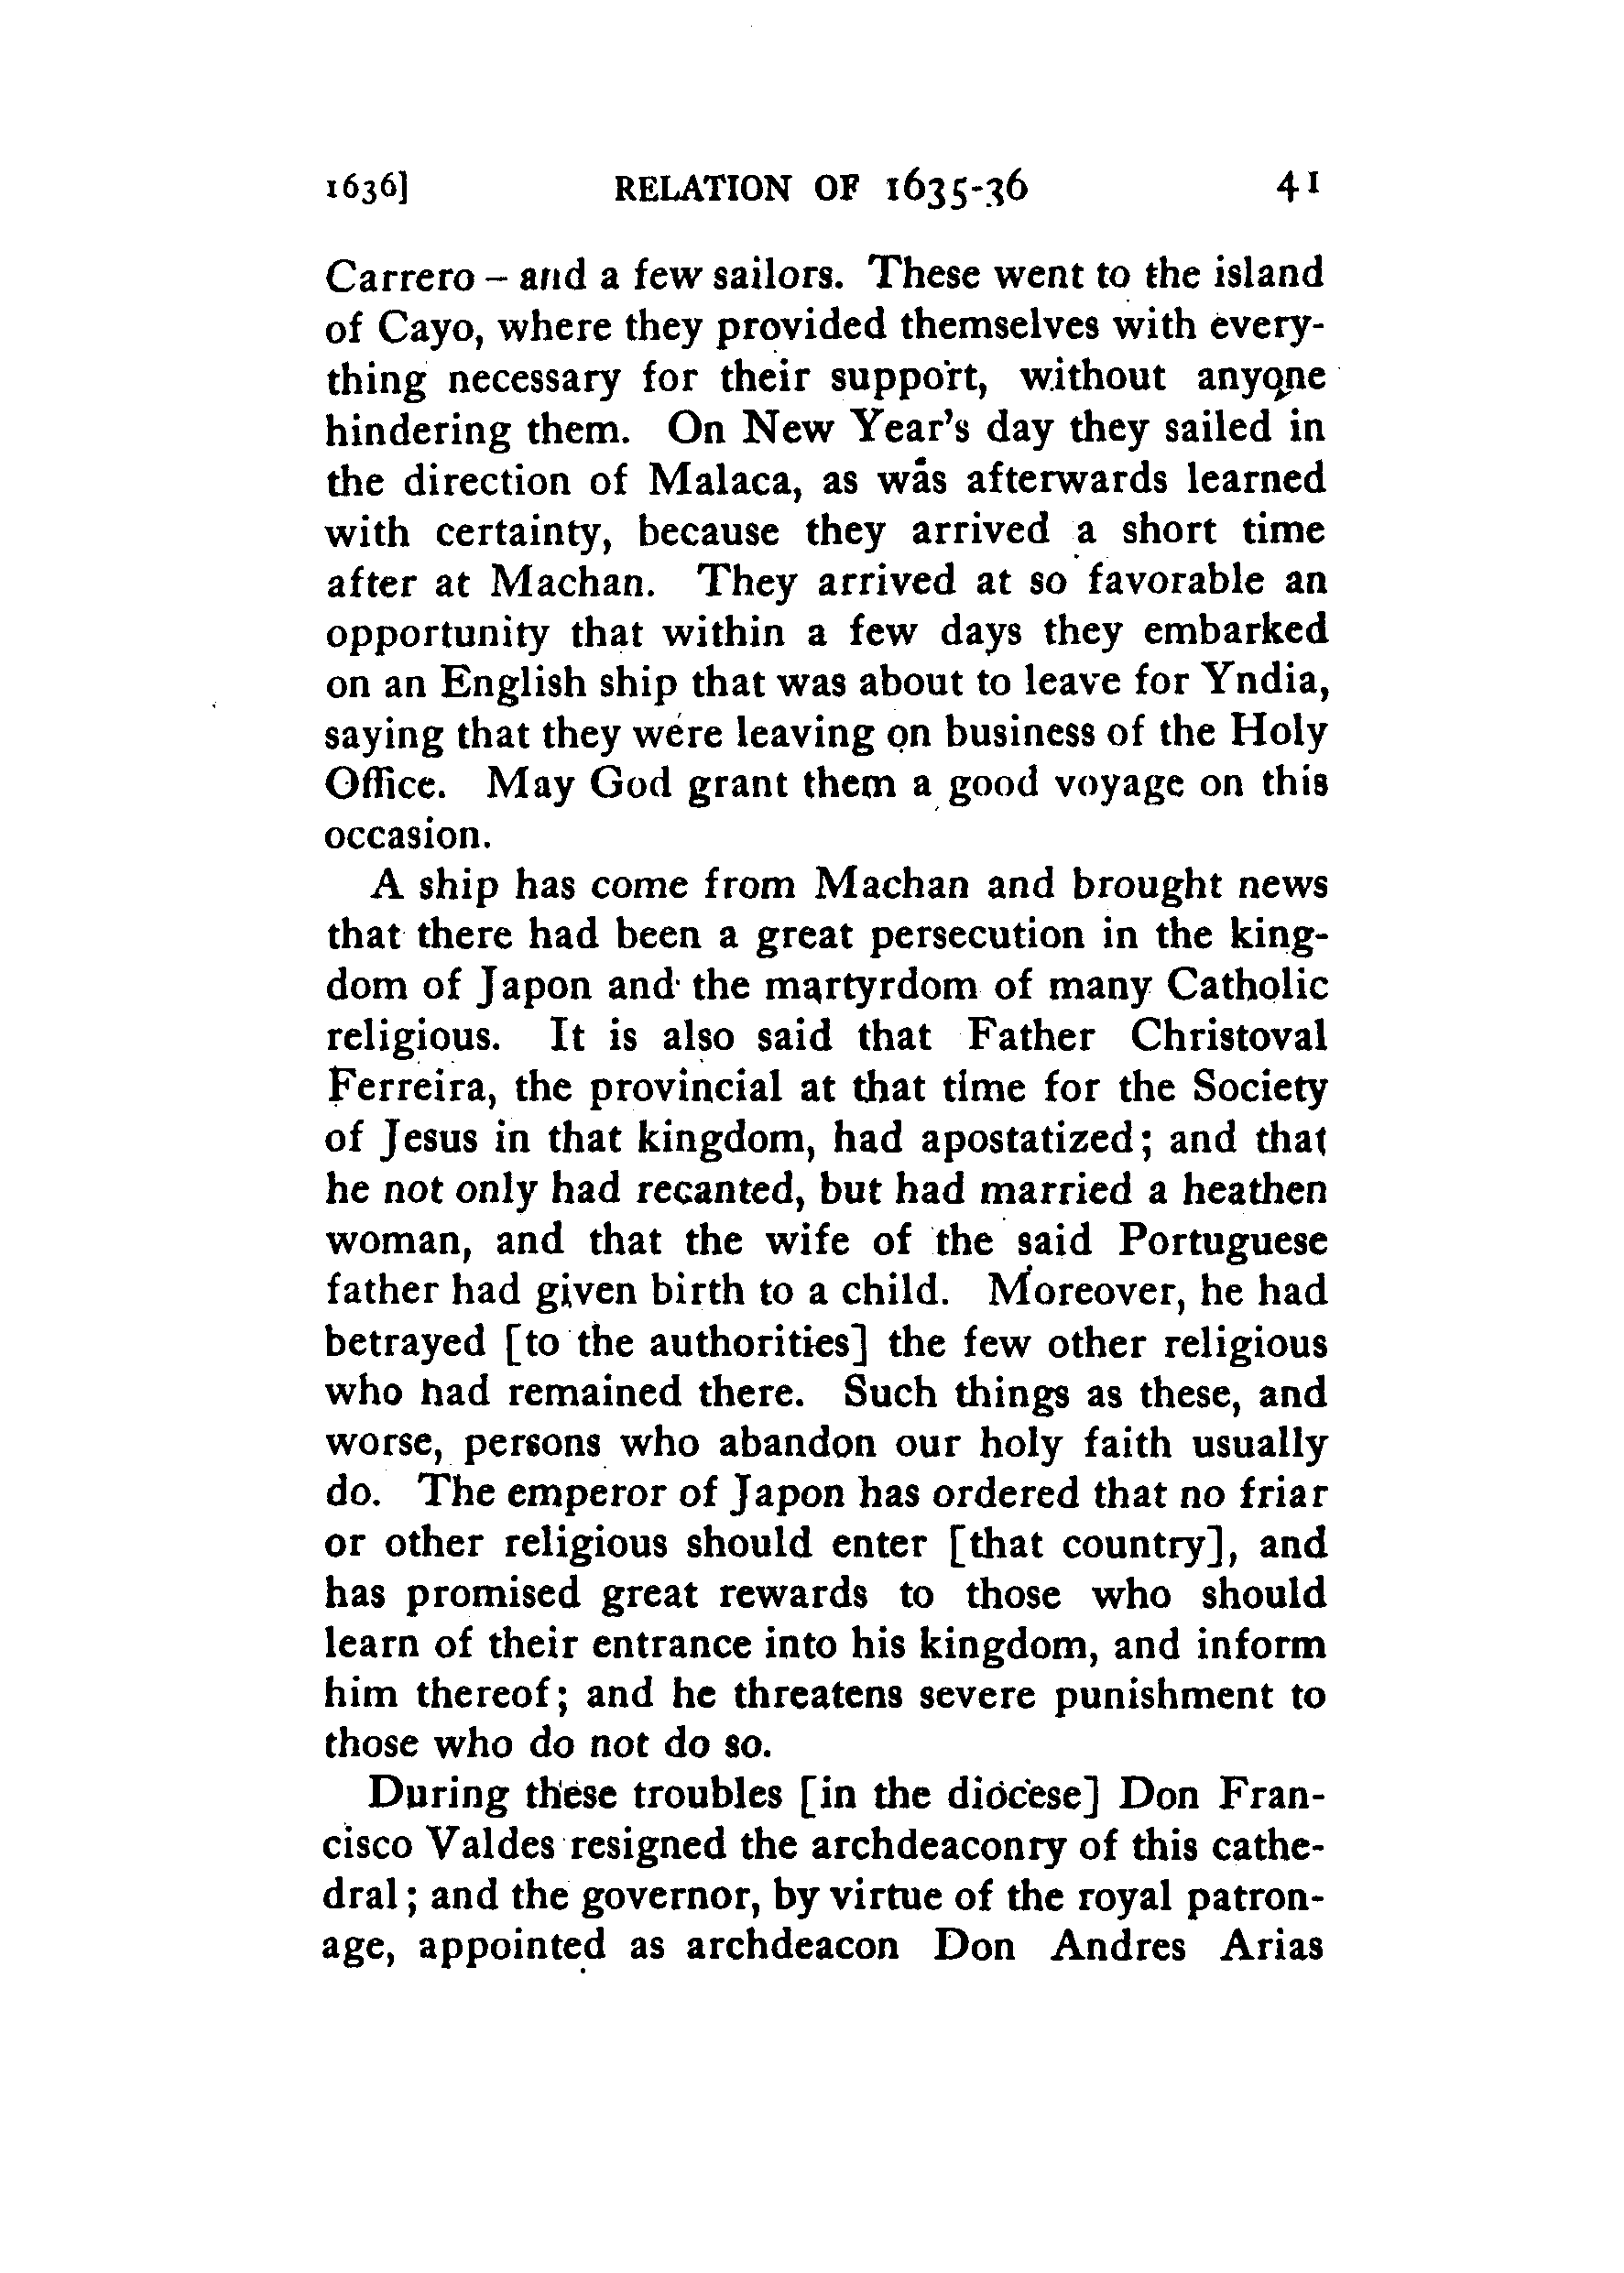 1636] RELATION OF 1635-36 41
Carrero – and a few sailors. These went to the island
of Cayo, where they provided themselves with every-
thing necessary for their support, without anyone
hindering them. On New Year's day they sailed in
the direction of Malaca, as was afterwards learned
with certainty, because they arrived a short time
after at Machan. They arrived at so favorable an
opportunity that within a few days they embarked
on an English ship that was about to leave for Yndia,
saying that they were leaving on business of the Holy
Office. May God grant them a good voyage on this
occasion.
A ship has come from Machan and brought news
that there had been a great persecution in the king-
dom of Japon and the martyrdom of many Catholic
religious. It is also said that Father Christoval
Ferreira, the provincial at that time for the Society
of Jesus in that kingdom, had apostatized; and that
he not only had recanted, but had married a heathen
woman, and that the wife of the said Portuguese
father had given birth to a child. Moreover, he had
betrayed [to the authorities] the few other religious
who had remained there. Such things as these, and
worse, persons who abandon our holy faith usually
do. The emperor of Japon has ordered that no friar
or other religious should enter [that country], and
has promised great rewards to those who should
learn of their entrance into his kingdom, and inform
him thereof; and he threatens severe punishment to
those who do not do so.
During these troubles [in the diocese] Don Fran-
cisco Valdes resigned the archdeaconry of this cathe-
dral; and the governor, by virtue of the royal patron-
age, appointed as archdeacon Don Andres Arias